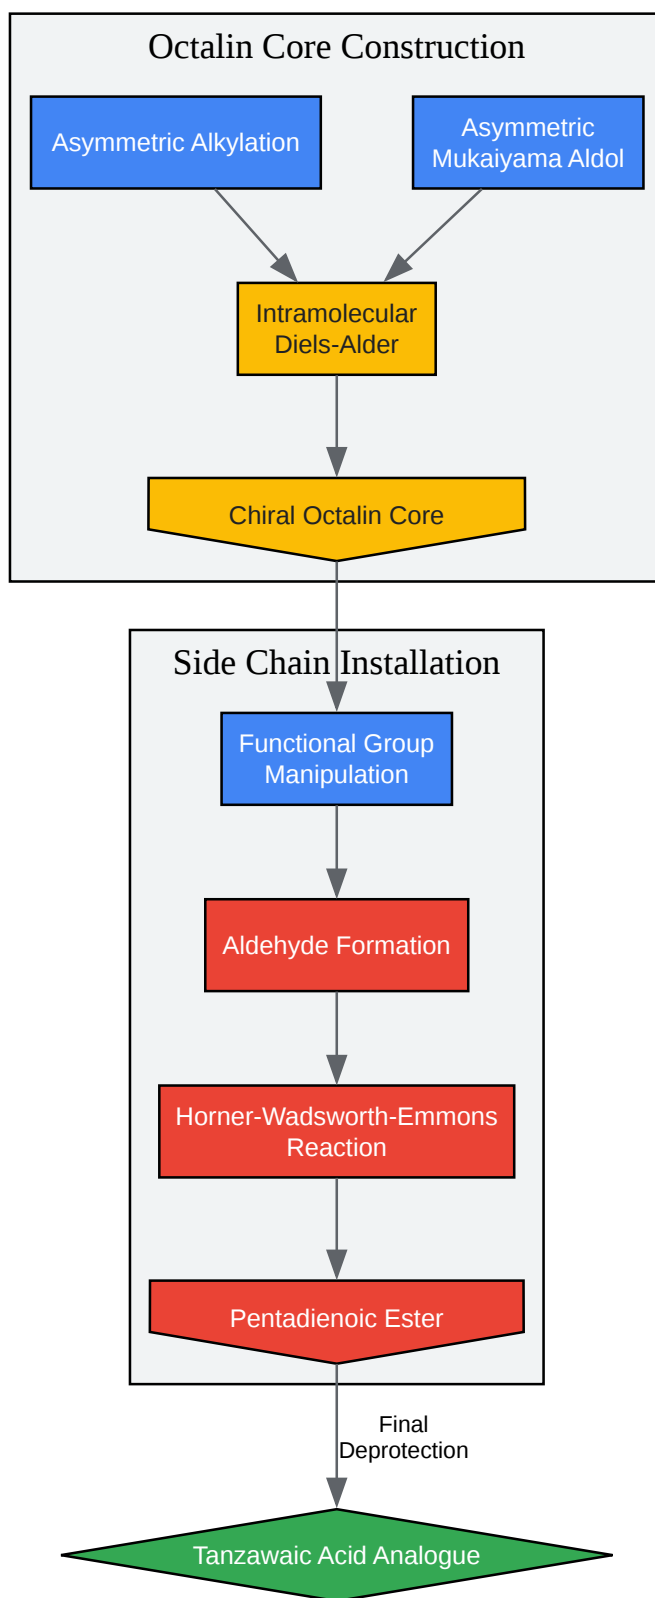 Octalin Core Construction
Asymmetric Alkylation
Asymmetric
Mukaiyama Aldol
Intramolecular
Diels-Alder
Chiral Octalin Core
Side Chain Installation
Functional Group
Manipulation
Aldehyde Formation
Horner-Wadsworth-Emmons
Reaction
Pentadienoic Ester
Final
Deprotection
Tanzawaic Acid Analogue